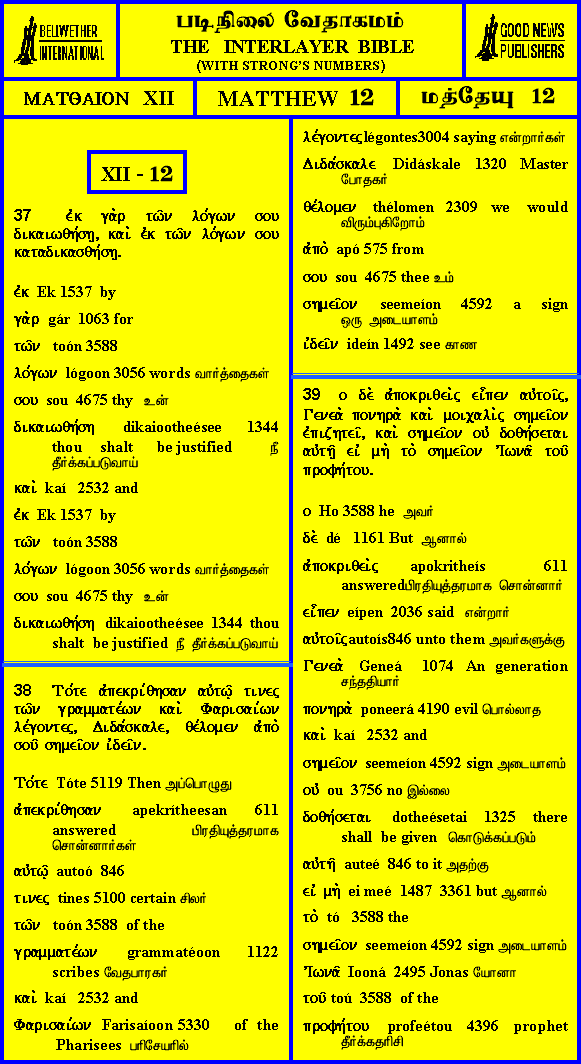 BELLWETHER
INTERNATIONAL
படிநிலை வேதாகமம்
THE INTERLAYER BIBLE
(WITH STRONG'S NUMBERS)
GOOD NEWS
PUBLISHERS
ΜΑΤΘΑΙΟΝ XII
MATTHEW 12
மத்தேயு 12
XII - 12
37 ἐκ γὰρ τῶν λόγων σου
δικαιωθήσῃ, καὶ ἐκ τῶν λόγων σου
καταδικασθήσῃ.
ἐκ Ek 1537 by
γὰρ gár 1063 for
τῶν toón 3588
λόγων lógoon 3056 words வார்த்தைகள்
σου sou 4675 thy உன்
δικαιωθήση dikaiootheésee 1344
thou shalt be justified நீ
தீர்க்கப்படுவாய்
καὶ kaí 2532 and
ἐκ Ek 1537 by
τῶν toón 3588
λόγων lógoon 3056 words வார்த்தைகள்
σου sou 4675 thy உன்
δικαιωθήση dikaiootheésee 1344 thou
shalt be justified நீ தீர்க்கப்படுவாய்
38 Τότε ἀπεκρίθησαν αὐτῷ τινες
τῶν γραμματέων καὶ Φαρισαίων
λέγοντες, Διδάσκαλε, θέλομεν ἀπὸ
σοῦ σημεῖον ἰδεῖν.
Τότε Tóte 5119 Then அப்பொழுது
ἀπεκρίθησαν apekrítheesan 611
answered பிரதியுத்தரமாக
சொன்னார்கள்
αὐτῷ autoó 846
τινες tines 5100 certain சிலர்
τῶν toón 3588 of the
γραμματέων grammatéoon 1122
scribes வேதபாரகர்
καὶ kaí 2532 and
Φαρισαίων Farisaíoon 5330 of the
Pharisees பரிசேயரில்
λέγοντες légontes3004 saying என்றார்கள்
Διδάσκαλε Didáskale 1320 Master
போதகர்
θέλομεν thélomen 2309 we would
விரும்புகிறோம்
ἀπὸ apó 575 from
σου sou 4675 thee உம்
σημεῖον seemeíon 4592 a sign
ஒரு அடையாளம்
ἰδεῖν ideín 1492 see காண
39 ο δὲ ἀποκριθεὶς εἶπεν αὐτοῖς,
Γενεὰ πονηρὰ καὶ μοιχαλὶς σημεῖον
ἐπιζητεῖ, καὶ σημεῖον οὐ δοθήσεται
αὐτῆ εἰ μὴ τὸ σημεῖον Ἰωνᾶ τοῦ
προφήτου.
ο Ho 3588 he அவர்
δὲ dé 1161 But ஆனால்
ἀποκριθεὶς apokritheís 611
answeredபிரதியுத்தரமாக சொன்னார்
εἶπεν eípen 2036 said என்றார்
αὐτοῖς autoís846 unto them அவர்களுக்கு
Γενεὰ Geneá 1074 An generation
சந்ததியார்
πονηρὰ poneerá 4190 evil பொல்லாத
καὶ kaí 2532 and
σημεῖον seemeíon 4592 sign அடையாளம்
οὐ ou 3756 no இல்லை
δοθήσεται dotheésetai 1325 there
shall be given கொடுக்கப்படும்
αὐτῆ auteé 846 to it அதற்கு
εἰ μὴ ei meé 1487 3361 but ஆனால்
τὸ tó 3588 the
σημεῖον seemeíon 4592 sign அடையாளம்
Ἰωνᾶ Iooná 2495 Jonas யோனா
τοῦ toú 3588 of the
προφήτου profeétou 4396 prophet
தீர்க்கதரிசி